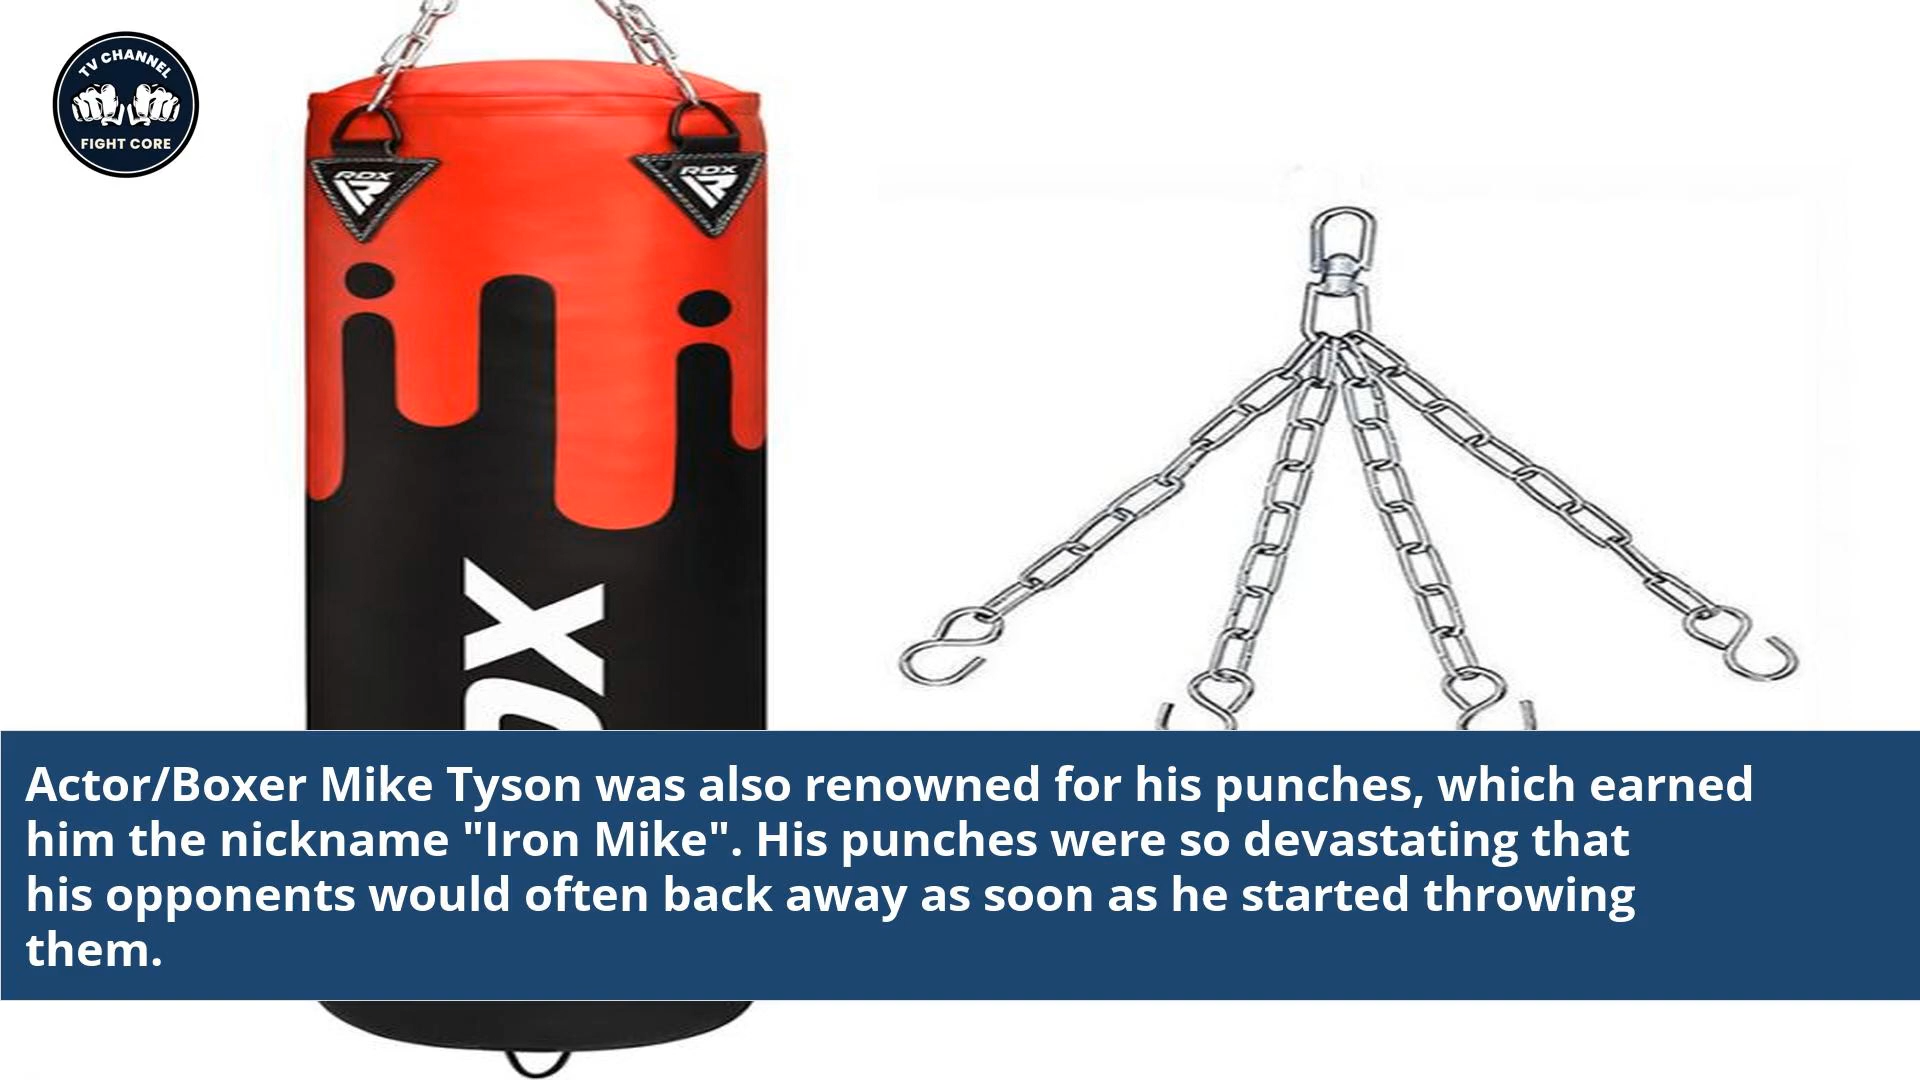 TV CHANNEL
FIGHT CORE
RDX
RDX
DX
Actor/Boxer Mike Tyson was also renowned for his punches, which earned
him the nickname "Iron Mike". His punches were so devastating that
his opponents would often back away as soon as he started throwing
them.